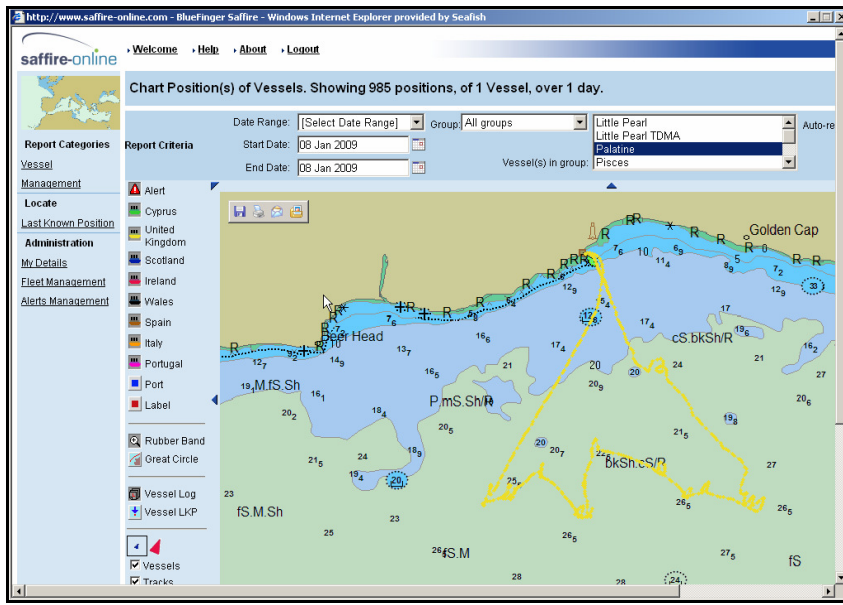 http://www.saffire-online.com - BlueFinger Saffire - Windows Internet Explorer provided by Seafish
saffire-online
Welcome Help About Logout
Chart Position(s) of Vessels. Showing 985 positions, of 1 Vessel, over 1 day.
Report Categories
Vessel
Management
Locate
Last Known Position
Administration
My Details
Fleet Management
Alerts Management
Report Criteria
Date Range: [Select Date Range] Group: All groups
Start Date: 08 Jan 2009
End Date: 08 Jan 2009
Vessel(s) in group:
Little Pearl
Little Pearl TDMA
Palatine
Pisces
Auto-re
Alert
Cyprus
United
Kingdom
Scotland
Ireland
Wales
Spain
Italy
Portugal
Port
Label
Rubber Band
Great Circle
Vessel Log
Vessel LKP
Vessels
Tracks
Golden Cap
Beer Head
cS.bkSh/R
M.fS.Sh
P.mS.Sh/R
bkSh.cS/R
fS.M.Sh
fS.M
fS